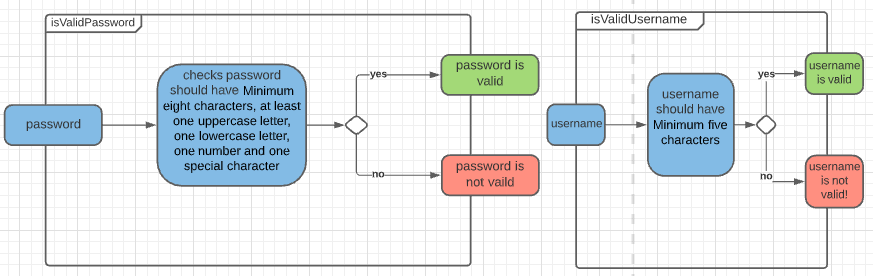 isValidPassword
password
checks password
should have Minimum
eight characters, at least
one uppercase letter,
one lowercase letter,
one number and one
special character
yes
no
password is
valid
password is
not vaild
isValidUsername
username
username
should have
Minimum five
characters
yes
no
username
is valid
username
is not
valid!